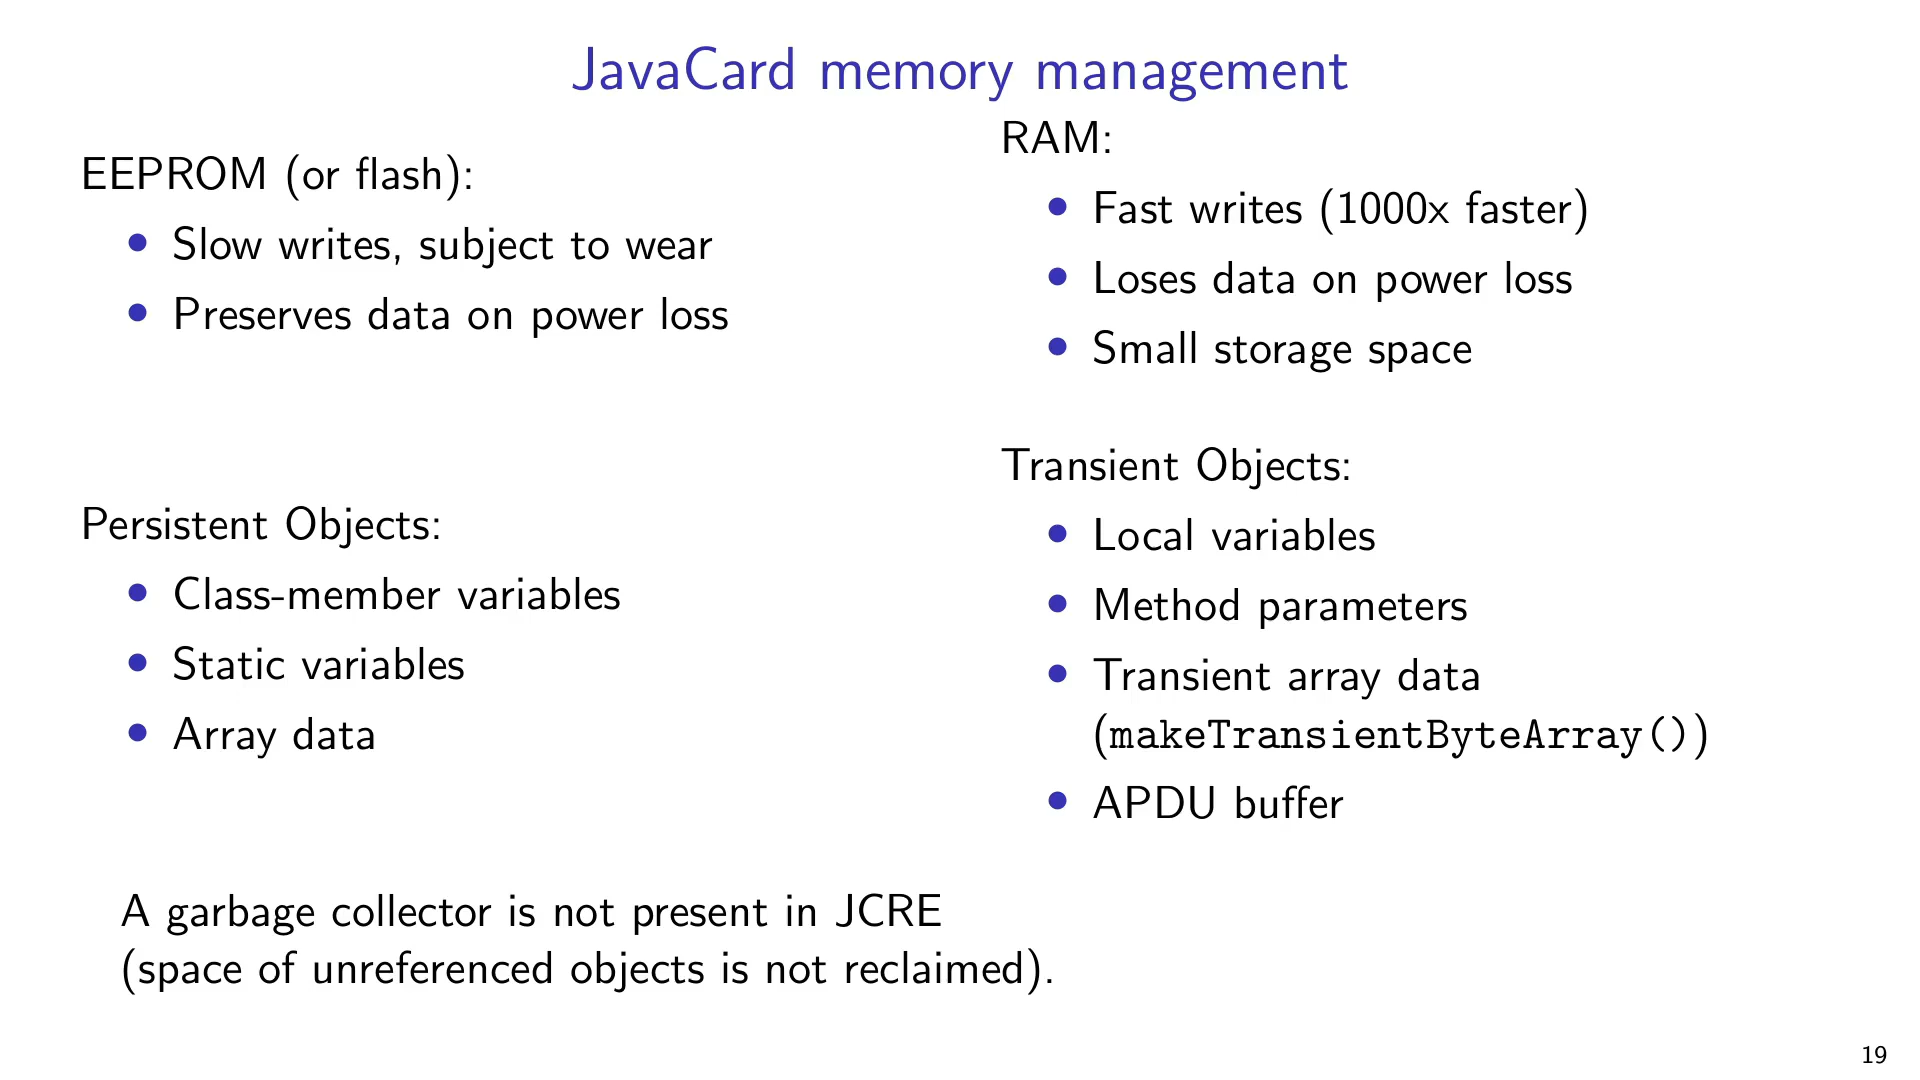 JavaCard memory management
EEPROM (or flash):
• Slow writes, subject to wear
• Preserves data on power loss
Persistent Objects:
• Class-member variables
• Static variables
• Array data
RAM:
• Fast writes (1000x faster)
• Loses data on power loss
• Small storage space
Transient Objects:
• Local variables
• Method parameters
• Transient array data
(makeTransientByteArray())
• APDU buffer
A garbage collector is not present in JCRE
(space of unreferenced objects is not reclaimed).
19